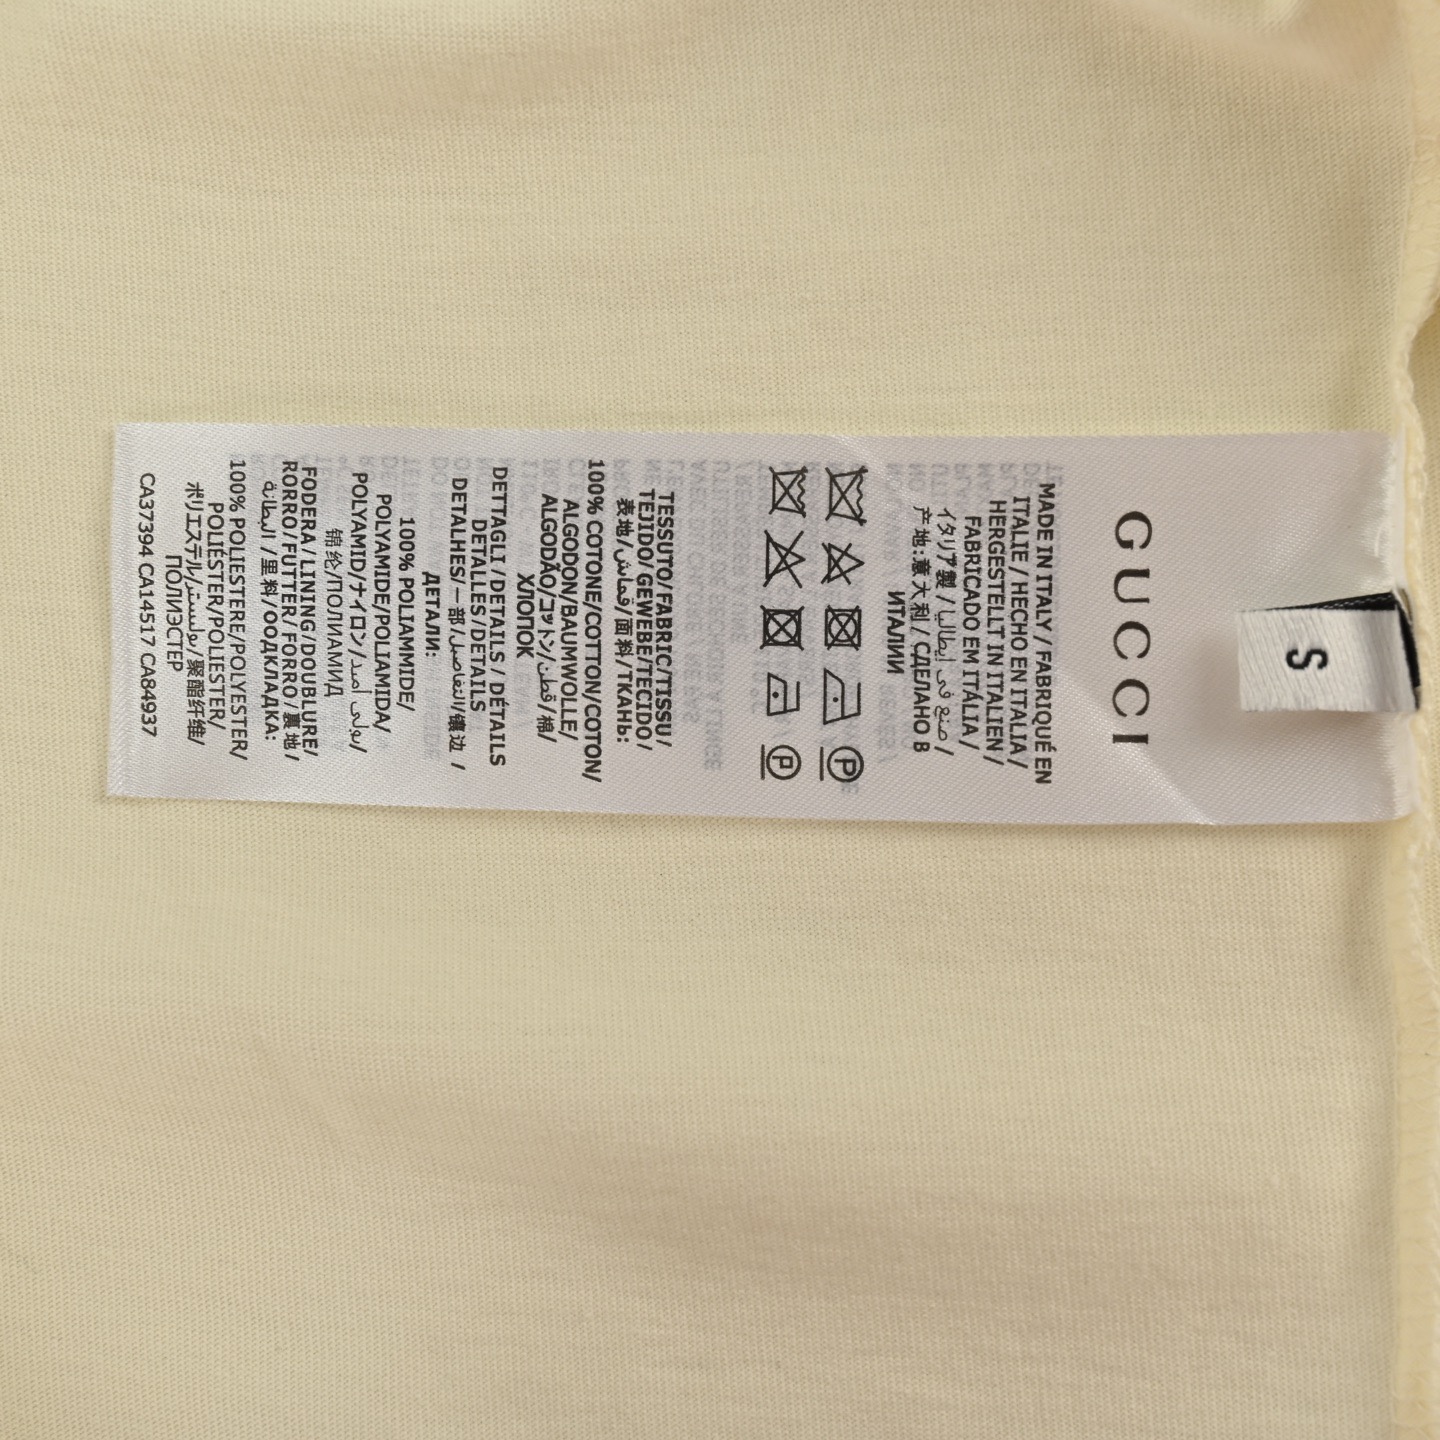 GUCCI
S
MADE IN ITALY / FABRIQUÉ EN
ITALIE / HECHO EN ITALIA /
HERGESTELLT IN ITALIEN /
FABRICADO EM ITÁLIA /
イタリア製 / صنع في إيطاليا /
产地:意大利 / СДЕЛАНО В
ИТАЛИИ
P
P
TESSUTO/FABRIC/TISSU/
TEJIDO/GEWEBE/TECIDO/
表地/قماش/面料/ТКАНЬ:
100% COTONE/COTTON/COTON/
ALGODON/BAUMWOLLE/
ALGODÃO/コットン/قطن/棉/
ХЛОПОК
DETTAGLI / DETAILS / DÉTAILS
DETALLES / DETAILS
DETALHES/一部/التفاصيل/镶边 /
ДЕТАЛИ:
100% POLIAMMIDE/
POLYAMIDE/POLIAMIDA/
POLYAMID/ナイロン/بولي أميد/
锦纶/ПОЛИАМИД
FODERA / LINING/DOUBLURE/
RORRO/FUTTER/ FORRO/裏地/
البطانة /里料/ООДКЛАДКА:
100% POLIESTERE/POLYESTER/
POLIÉSTER/POLIESTER/
ポリエステル/بوليستر/聚酯纤维/
ПОЛИЭСТЕР
CA37394 CA14517 CA84937